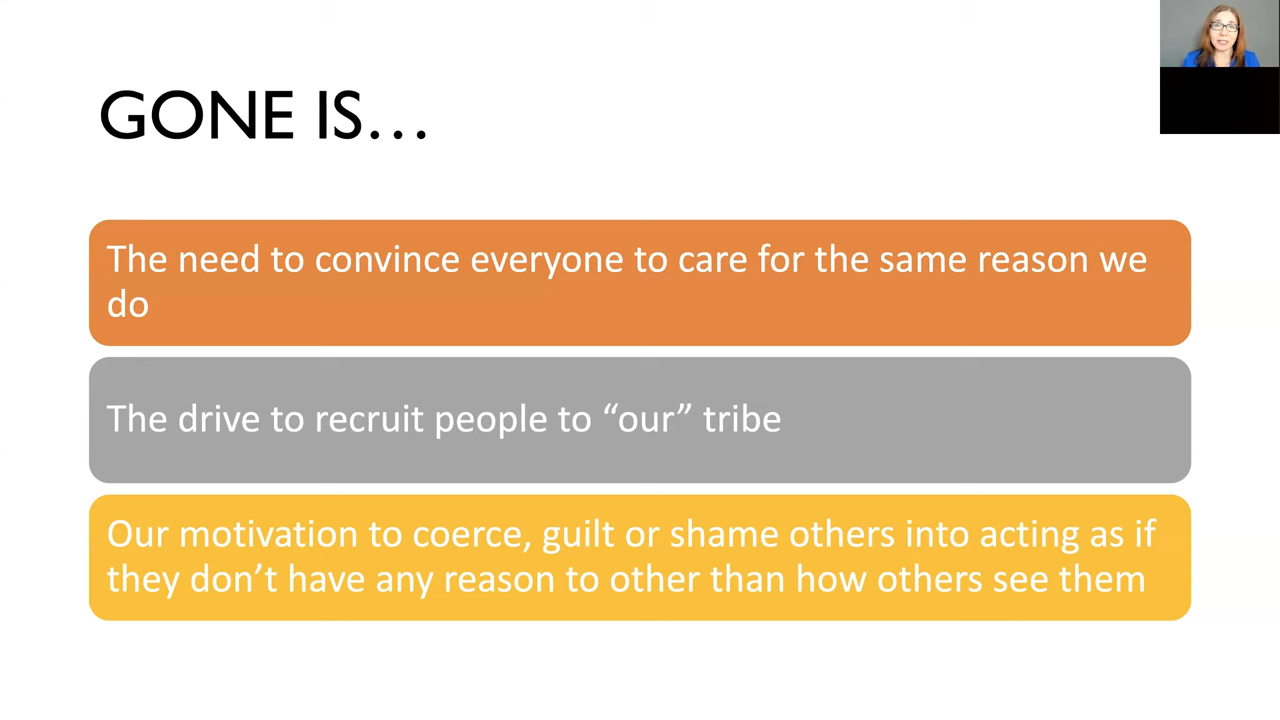 GONE IS…
The need to convince everyone to care for the same reason we
do
The drive to recruit people to “our” tribe
Our motivation to coerce, guilt or shame others into acting as if
they don’t have any reason to other than how others see them